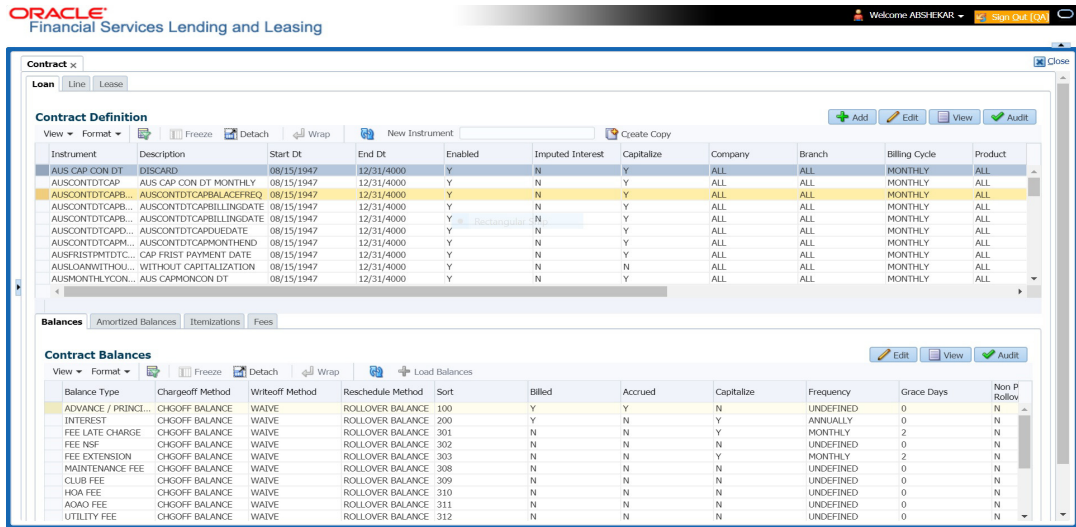 ORACLE
Financial Services Lending and Leasing
Welcome ABSHEKAR
Sign Out [QA]
Contract
Close
Loan Line Lease
Contract Definition
Add Edit View Audit
View Format Freeze Detach Wrap New Instrument Create Copy
Instrument Description Start Dt End Dt Enabled Imputed Interest Capitalize Company Branch Billing Cycle Product
AUS CAP CON DT DISCARD 08/15/1947 12/31/4000 Y N Y ALL ALL MONTHLY ALL
AUSCONTDTCAP AUS CAP CON DT MONTHLY 08/15/1947 12/31/4000 Y N Y ALL ALL MONTHLY ALL
AUSCONTDTCAPB... AUSCONTDTCAPBALACEFREQ 08/15/1947 12/31/4000 Y N Y ALL ALL MONTHLY ALL
AUSCONTDTCAPB... AUSCONTDTCAPBILLINGDATE 08/15/1947 12/31/4000 Y N Y ALL ALL MONTHLY ALL
AUSCONTDTCAPB... AUSCONTDTCAPBILLINGDATE 08/15/1947 12/31/4000 Y Rectangular N Y ALL ALL MONTHLY ALL
AUSCONTDTCAPD... AUSCONTDTCAPDUEDATE 08/15/1947 12/31/4000 Y N Y ALL ALL MONTHLY ALL
AUSCONTDTCAPM... AUSCONTDTCAPMONTHEND 08/15/1947 12/31/4000 Y N Y ALL ALL MONTHLY ALL
AUSFRISTPMTDTC... CAP FRIST PAYMENT DATE 08/15/1947 12/31/4000 Y N Y ALL ALL MONTHLY ALL
AUSLOANWITHOU... WITHOUT CAPITALIZATION 08/15/1947 12/31/4000 Y N N ALL ALL MONTHLY ALL
AUSMONTHLYCON... AUS CAPMONCON DT 08/15/1947 12/31/4000 Y N Y ALL ALL MONTHLY ALL
Balances Amortized Balances Itemizations Fees
Contract Balances
Edit View Audit
View Format Freeze Detach Wrap Load Balances
Balance Type Chargeoff Method Writeoff Method Reschedule Method Sort Billed Accrued Capitalize Frequency Grace Days Non P
Rollov
ADVANCE / PRINCI... CHGOFF BALANCE WAIVE ROLLOVER BALANCE 100 Y Y N UNDEFINED 0 N
INTEREST CHGOFF BALANCE WAIVE ROLLOVER BALANCE 200 Y N Y ANNUALLY 0 N
FEE LATE CHARGE CHGOFF BALANCE WAIVE ROLLOVER BALANCE 301 N N Y MONTHLY 2 N
FEE NSF CHGOFF BALANCE WAIVE ROLLOVER BALANCE 302 N N N UNDEFINED 0 N
FEE EXTENSION CHGOFF BALANCE WAIVE ROLLOVER BALANCE 303 N N Y MONTHLY 2 N
MAINTENANCE FEE CHGOFF BALANCE WAIVE ROLLOVER BALANCE 308 N N N UNDEFINED 0 N
CLUB FEE CHGOFF BALANCE WAIVE ROLLOVER BALANCE 309 N N N UNDEFINED 0 N
HOA FEE CHGOFF BALANCE WAIVE ROLLOVER BALANCE 310 N N N UNDEFINED 0 N
AOAO FEE CHGOFF BALANCE WAIVE ROLLOVER BALANCE 311 N N N UNDEFINED 0 N
UTILITY FEE CHGOFF BALANCE WAIVE ROLLOVER BALANCE 312 N N N UNDEFINED 0 N